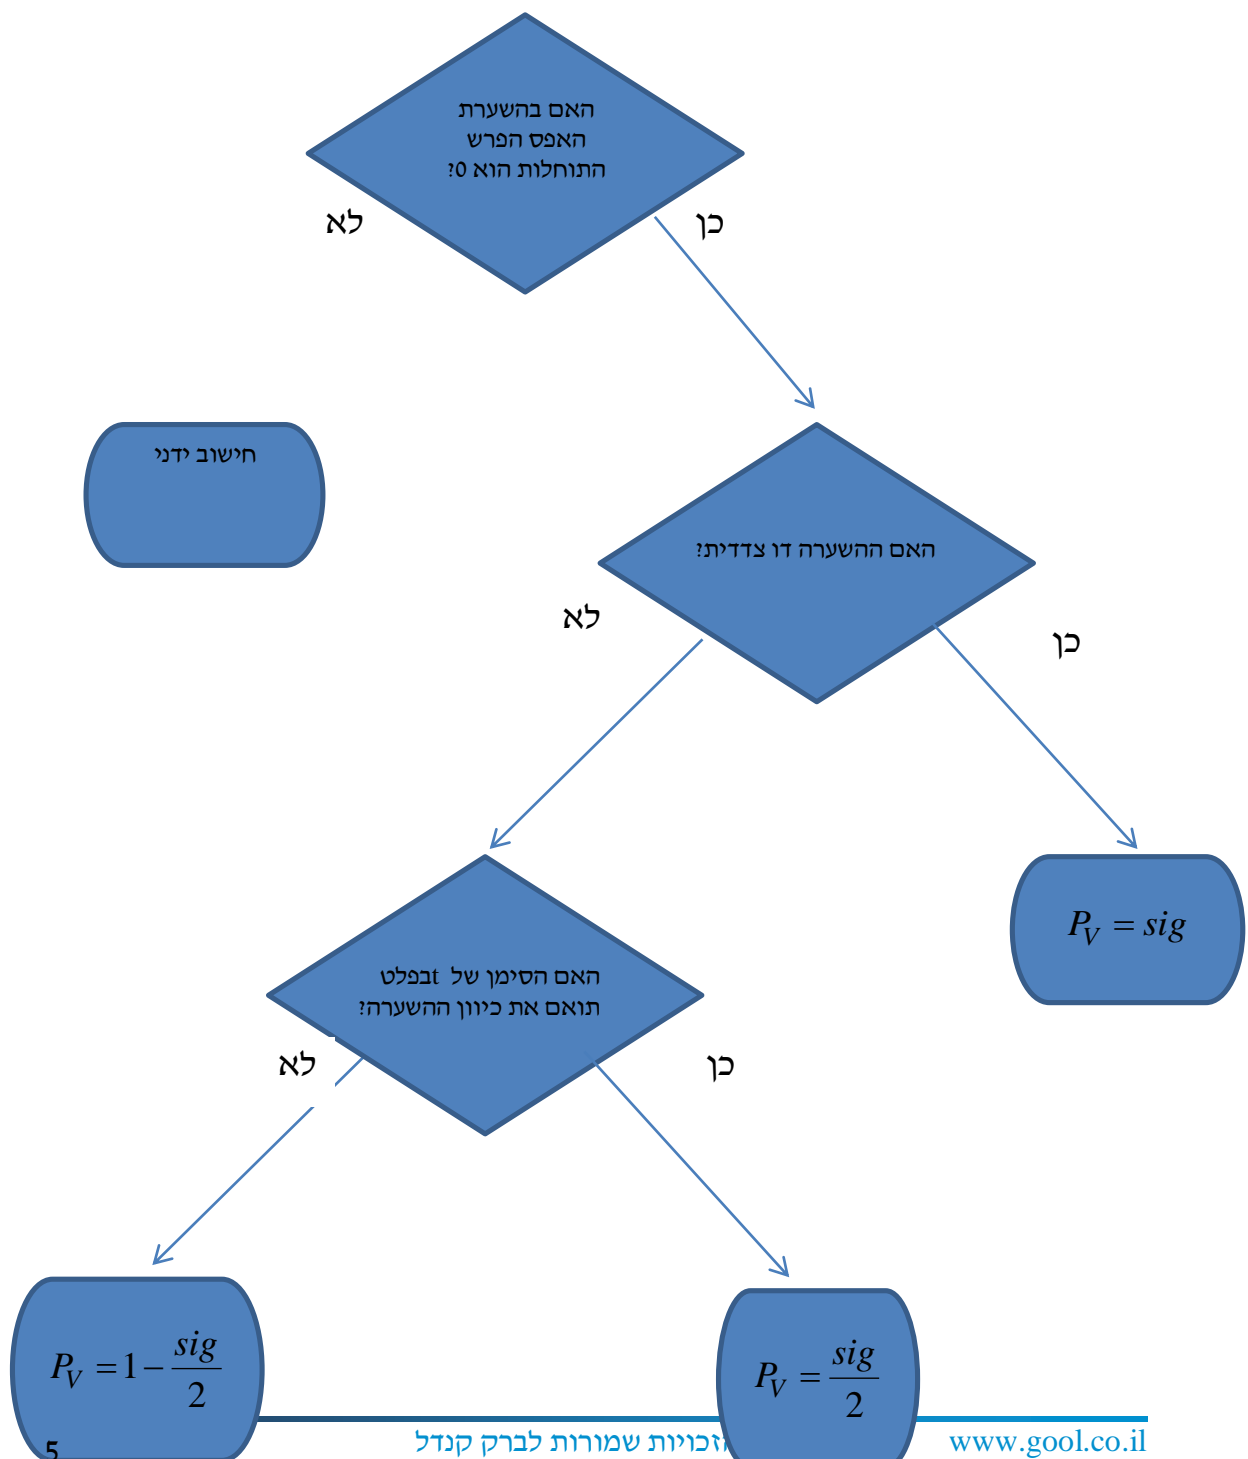 האם בהשערת
האפס הפרש
התוחלות הוא 0?
לא
כן
חישוב ידני
האם ההשערה דו צדדית?
לא
כן
P_V = sig
האם הסימן של tבפלט
תואם את כיוון ההשערה?
לא
כן
P_V = 1 - sig/2
P_V = sig/2
זכויות שמורות לברק קנדל
www.gool.co.il
5